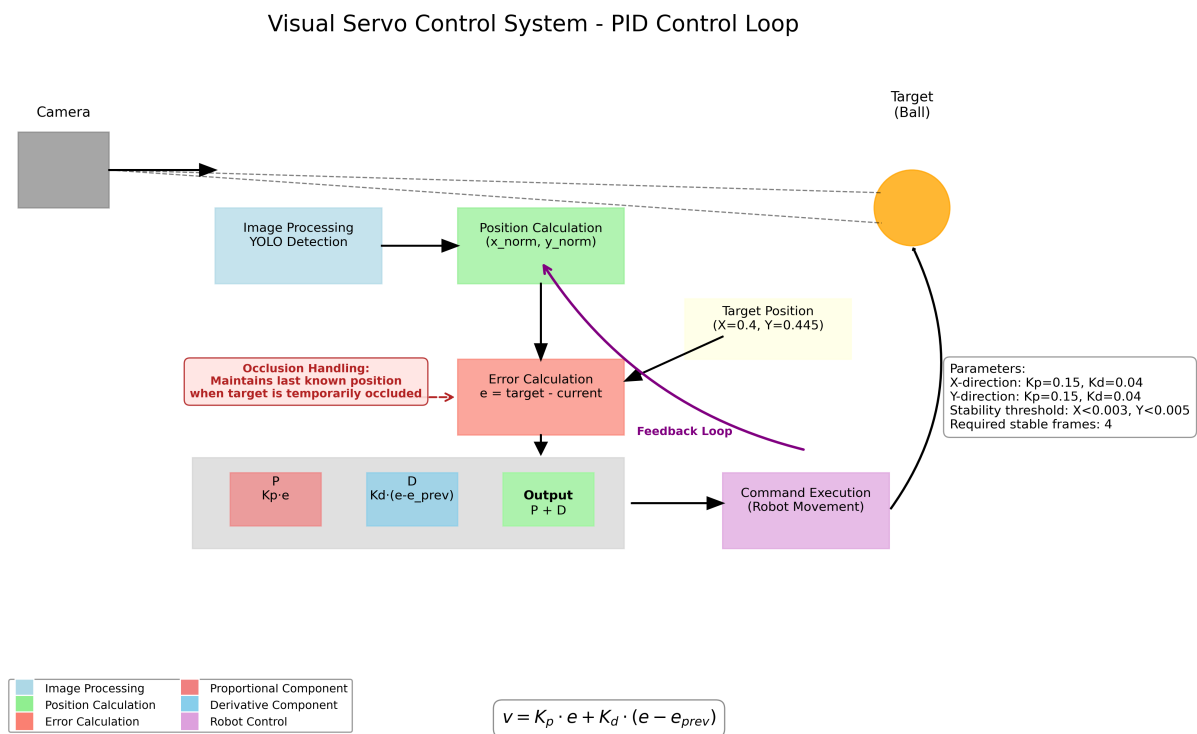 Visual Servo Control System - PID Control Loop
Camera
Target
(Ball)
Image Processing
YOLO Detection
Position Calculation
(x_norm, y_norm)
Target Position
(X=0.4, Y=0.445)
Occlusion Handling:
Maintains last known position
when target is temporarily occluded
Error Calculation
e = target - current
Parameters:
X-direction: Kp=0.15, Kd=0.04
Y-direction: Kp=0.15, Kd=0.04
Stability threshold: X<0.003, Y<0.005
Required stable frames: 4
Feedback Loop
P
Kp·e
D
Kd·(e-e_prev)
Output
P + D
Command Execution
(Robot Movement)
Image Processing
Position Calculation
Error Calculation
Proportional Component
Derivative Component
Robot Control
v = K_p · e + K_d · (e − e_{prev})